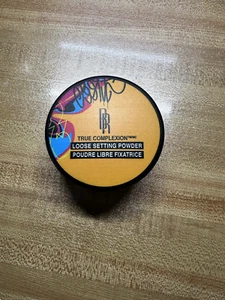 BR
TRUE COMPLEXION
LOOSE SETTING POWDER
POUDRE LIBRE FIXATRICE